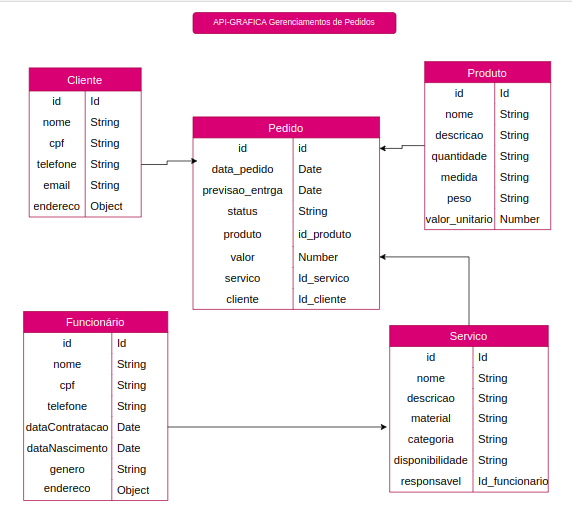 API-GRAFICA Gerenciamentos de Pedidos
Cliente
id Id
nome String
cpf String
telefone String
email String
endereco Object
Pedido
id id
data_pedido Date
previsao_entrga Date
status String
produto id_produto
valor Number
servico Id_servico
cliente Id_cliente
Produto
id Id
nome String
descricao String
quantidade String
medida String
peso String
valor_unitario Number
Funcionário
id Id
nome String
cpf String
telefone String
dataContratacao Date
dataNascimento Date
genero String
endereco Object
Servico
id Id
nome String
descricao String
material String
categoria String
disponibilidade String
responsavel Id_funcionario